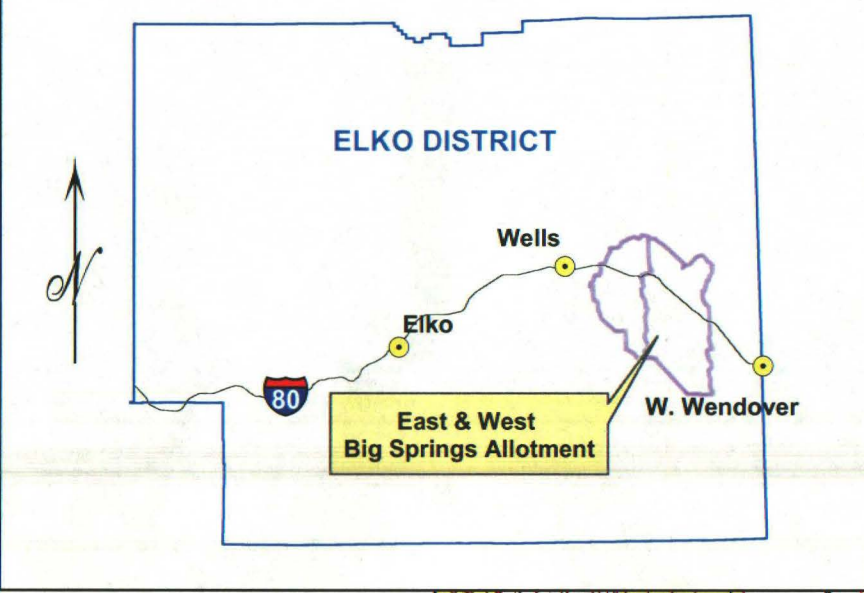 ELKO DISTRICT
N
Wells
Elko
80
W. Wendover
East & West
Big Springs Allotment